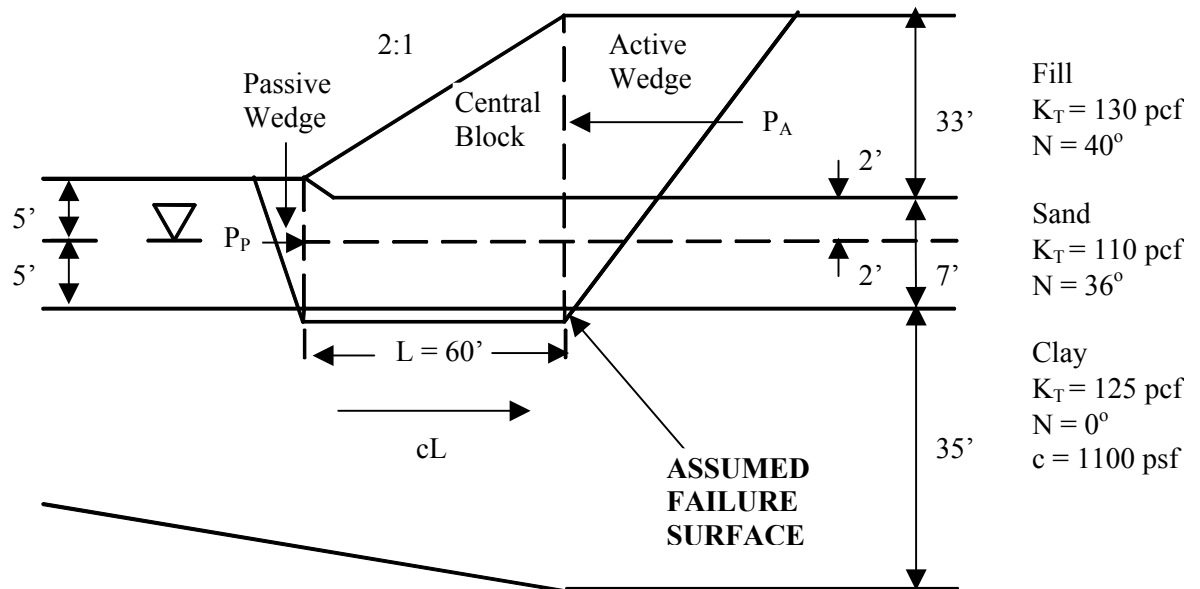 2:1
Active
Wedge
Passive
Wedge
Central
Block
P_A
33’
2’
5’
P_P
5’
2’
7’
L = 60’
cL
35’
ASSUMED
FAILURE
SURFACE
Fill
K_T = 130 pcf
N = 40°
Sand
K_T = 110 pcf
N = 36°
Clay
K_T = 125 pcf
N = 0°
c = 1100 psf